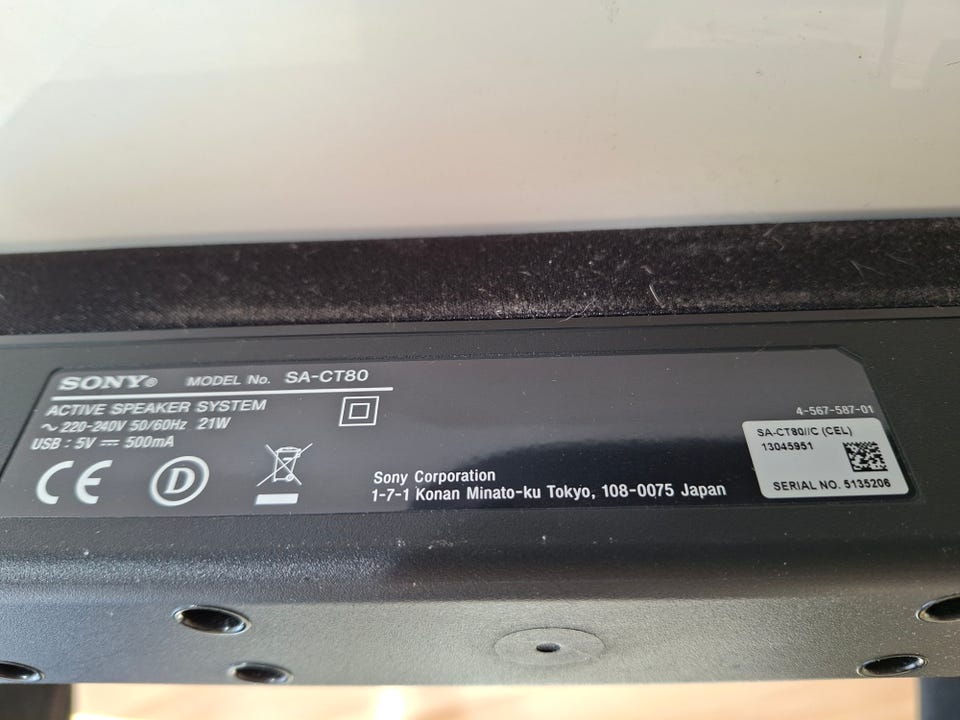 SONY® MODEL No. SA-CT80
ACTIVE SPEAKER SYSTEM
~ 220-240V 50/60Hz 21W
USB : 5V ⎓ 500mA
CE D
Sony Corporation
1-7-1 Konan Minato-ku Tokyo, 108-0075 Japan
4-567-587-01
SA-CT80//C (CEL)
13045951
SERIAL NO. 5135206